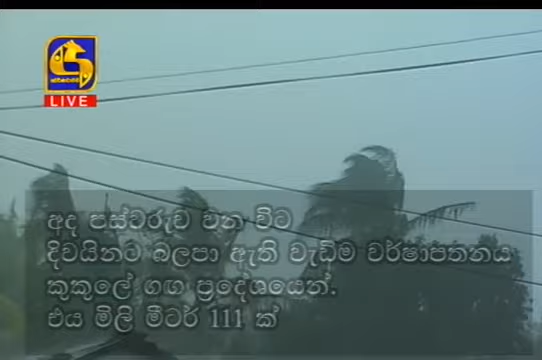 LIVE
අද පස්වරුව වන විට
දිවයිනට බලපා ඇති වැඩිම වර්ෂාපතනය
කුකුලේ ගඟ ප්‍රදේශයෙන්.
එය මිලි මීටර් 111 ක්